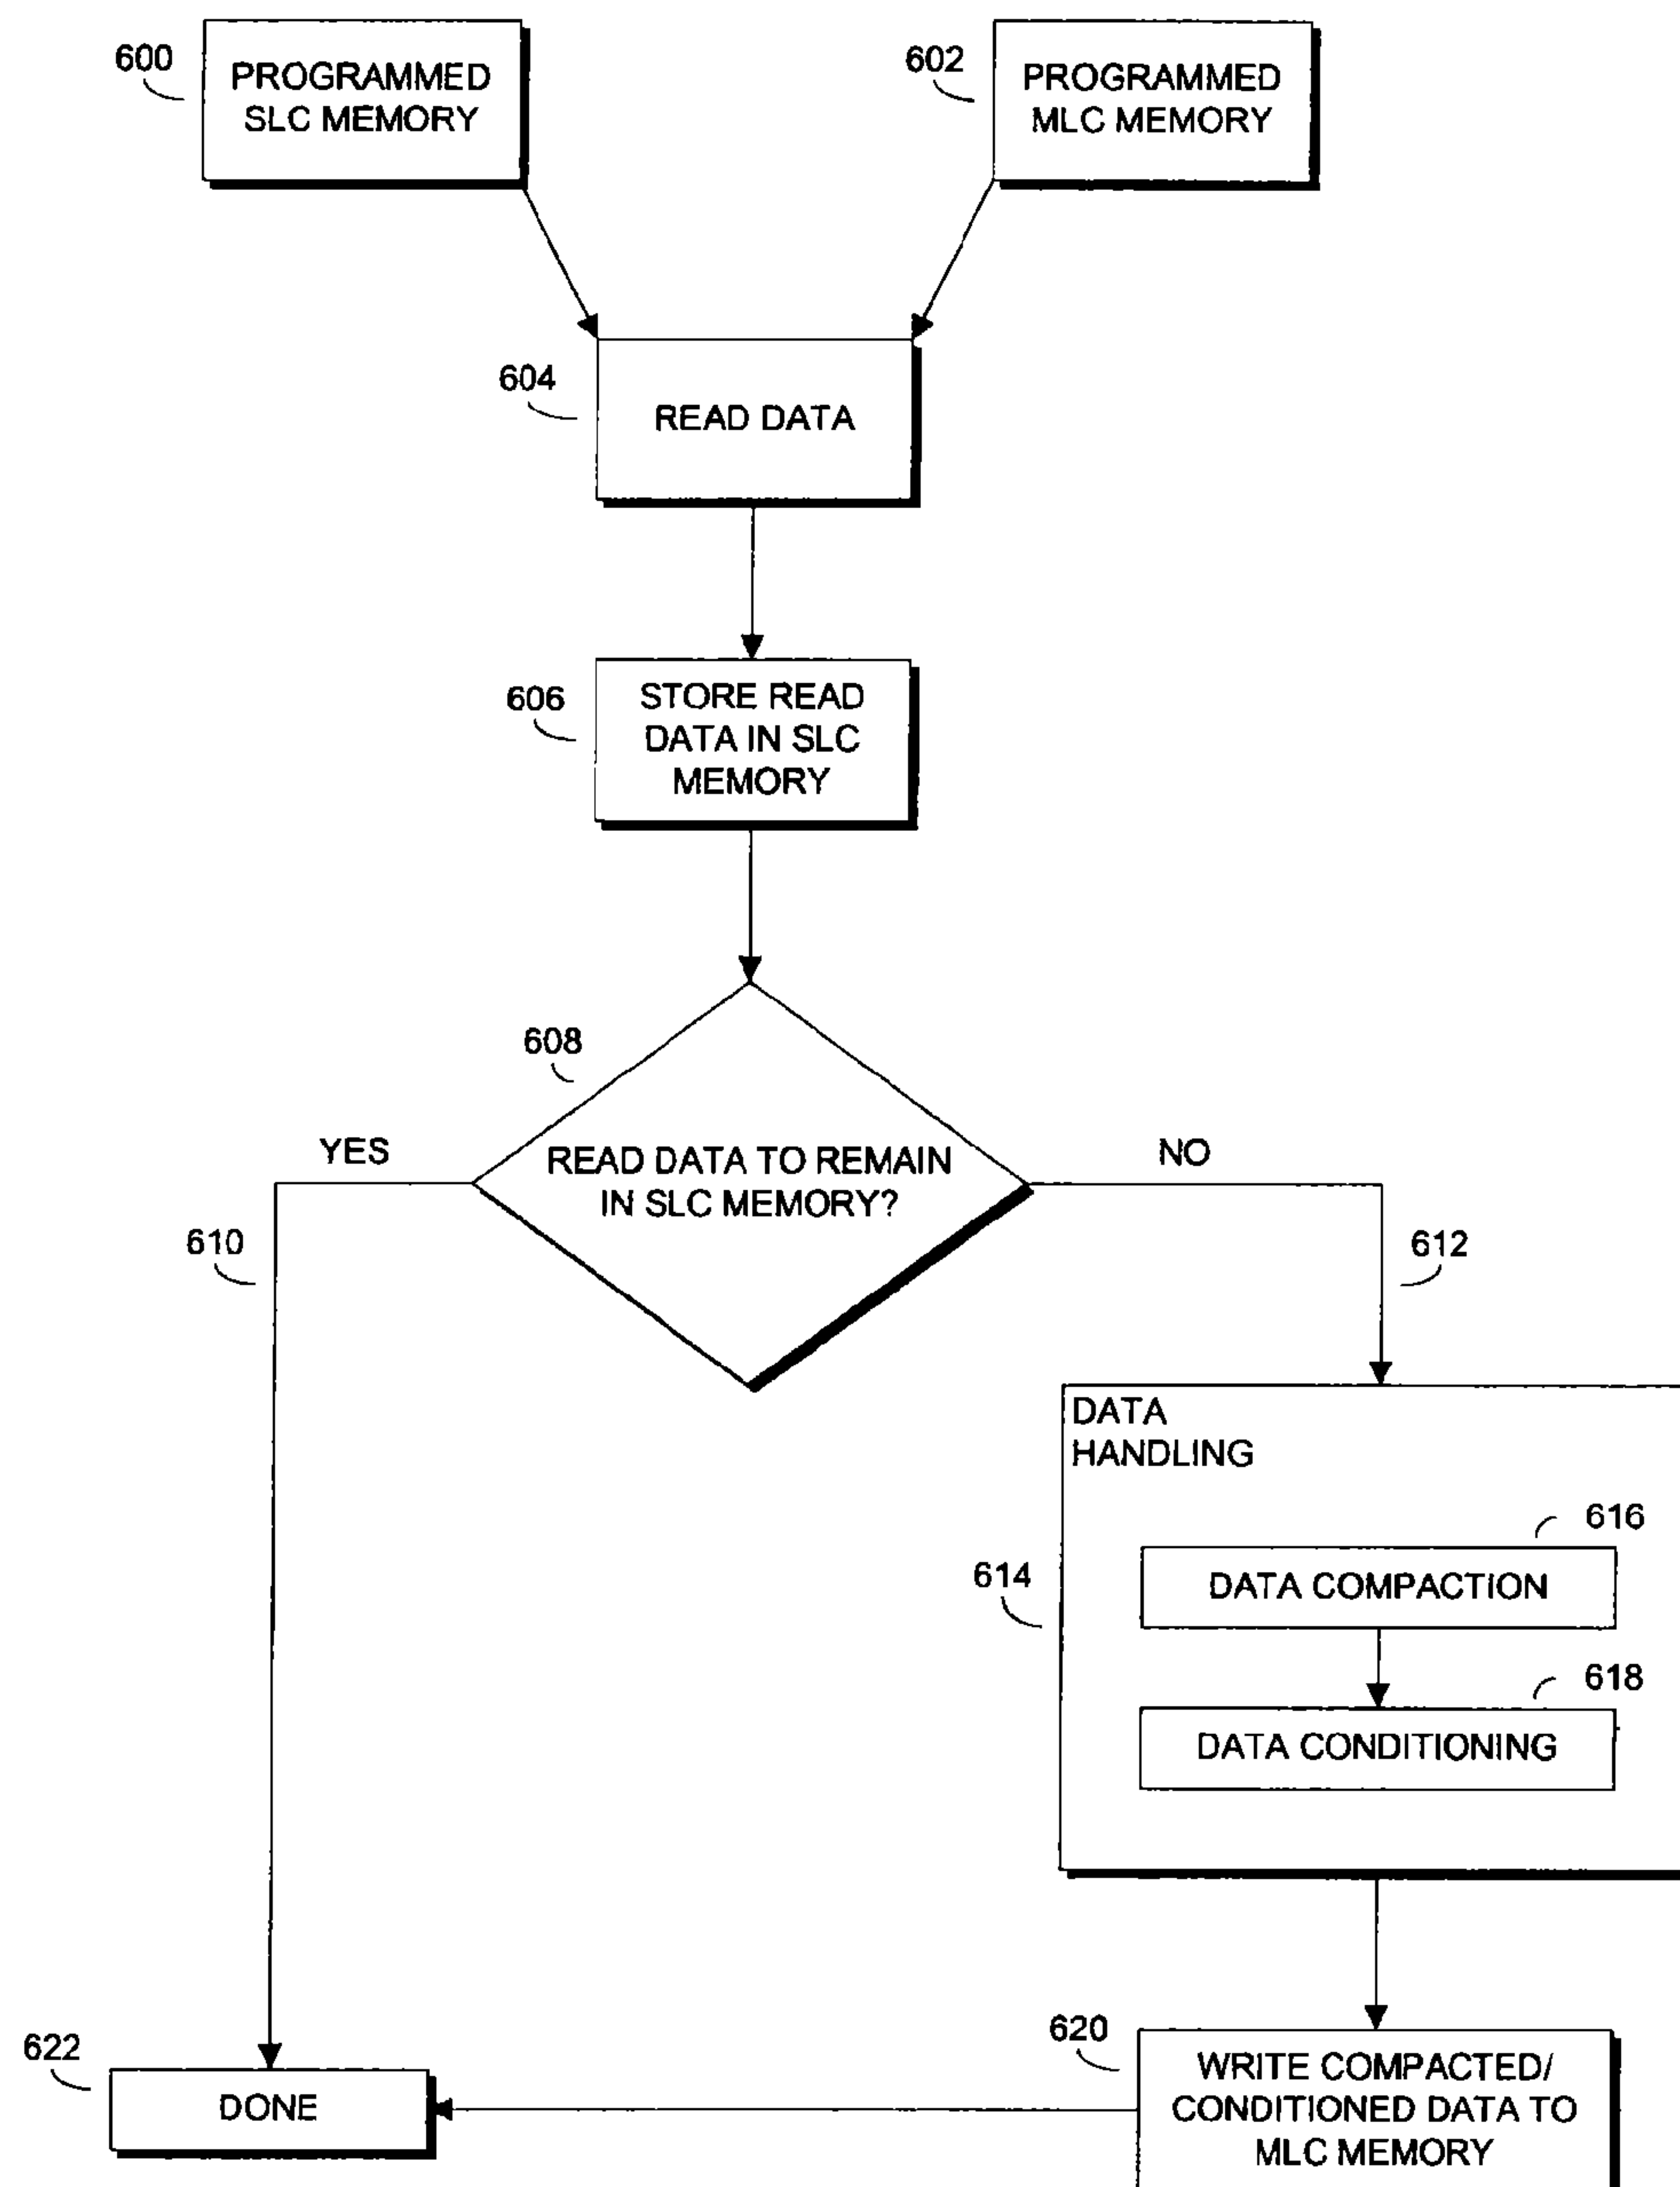 600
PROGRAMMED
SLC MEMORY
602
PROGRAMMED
MLC MEMORY
604
READ DATA
606
STORE READ
DATA IN SLC
MEMORY
608
READ DATA TO REMAIN
IN SLC MEMORY?
YES
NO
610
612
DATA
HANDLING
614
616
DATA COMPACTION
618
DATA CONDITIONING
620
WRITE COMPACTED/
CONDITIONED DATA TO
MLC MEMORY
622
DONE